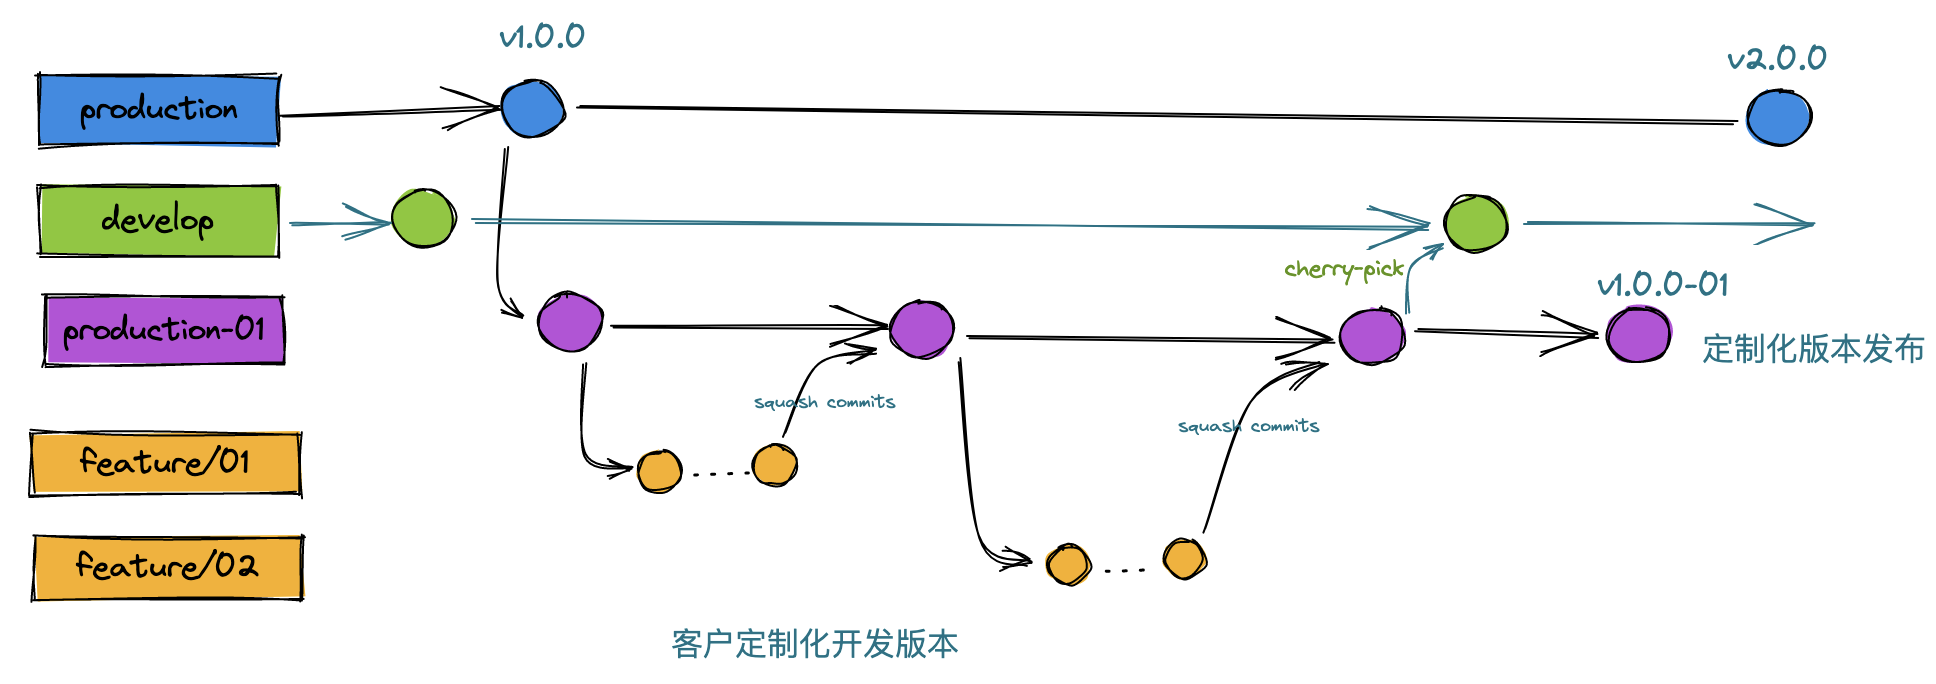 v1.0.0
v2.0.0
production
develop
cherry-pick
v1.0.0-01
production-01
定制化版本发布
squash commits
squash commits
feature/01
feature/02
客户定制化开发版本